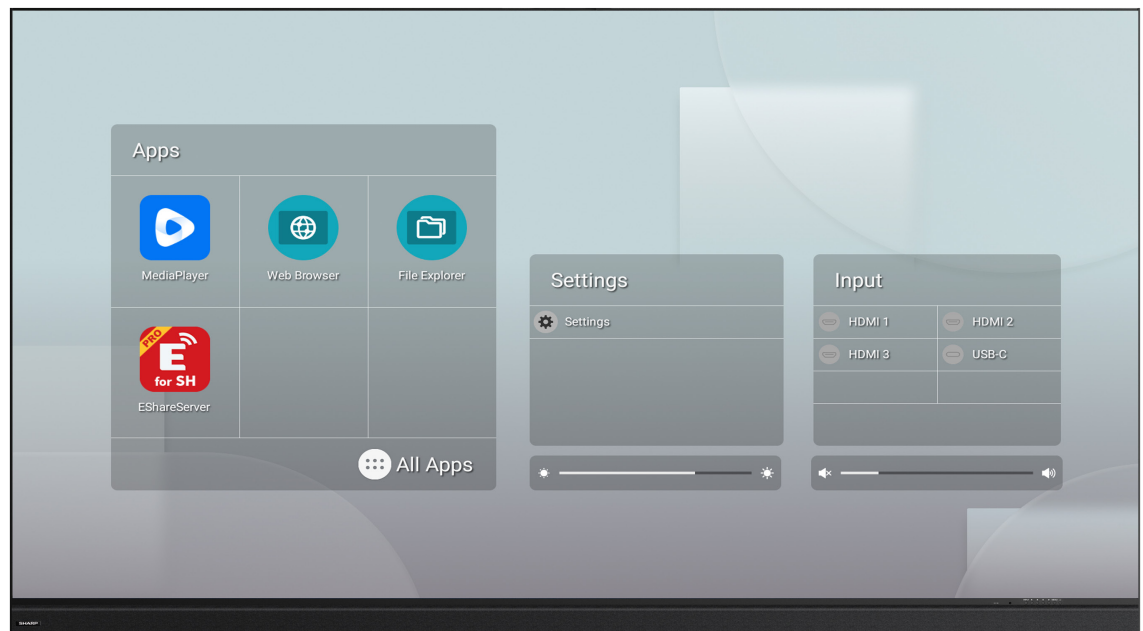 Apps
MediaPlayer
Web Browser
File Explorer
PRO
E
for SH
EShareServer
All Apps
Settings
Settings
Input
HDMI 1
HDMI 2
HDMI 3
USB-C
SHARP